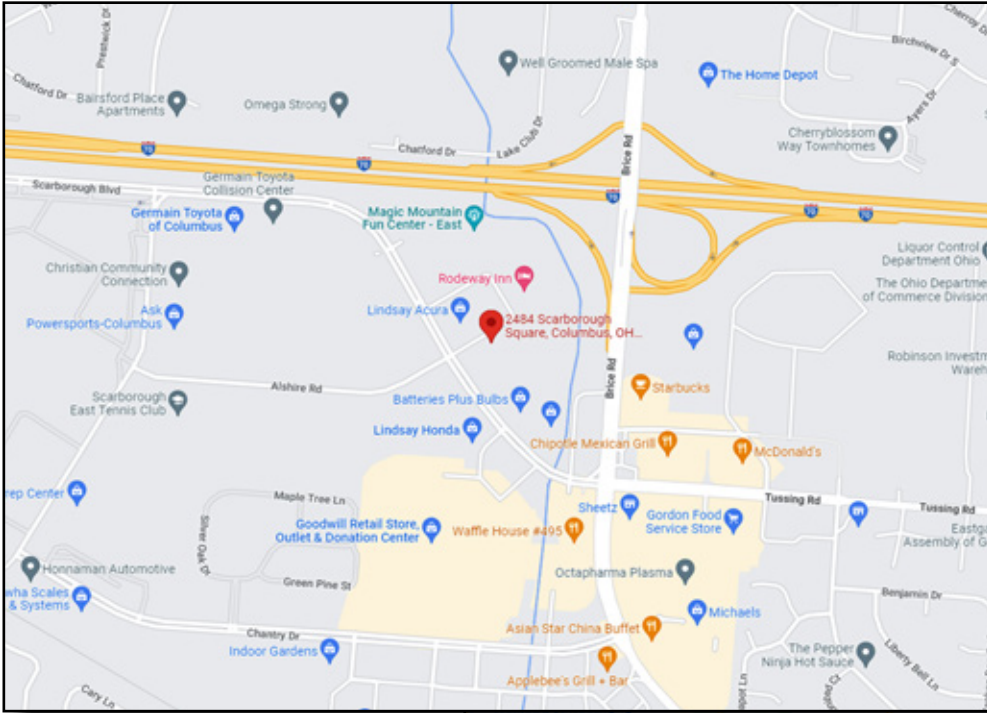 Cherroy Dr
Prestwick Dr
Birchview Dr S
Well Groomed Male Spa
The Home Depot
Chatford Dr
Bairsford Place
Apartments
Omega Strong
Ayers Dr
Cherryblossom
Way Townhomes
Lake Club Dr
Brice Rd
Chatford Dr
70
70
70
70
70
Scarborough Blvd
Germain Toyota
Collision Center
Germain Toyota
of Columbus
Magic Mountain
Fun Center - East
Liquor Control
Department Ohio
Christian Community
Connection
Rodeway Inn
The Ohio Departme
of Commerce Division
Ask
Powersports-Columbus
Lindsay Acura
2484 Scarborough
Square, Columbus, OH...
Brice Rd
Robinson Investm
Wareh
Alshire Rd
Starbucks
Scarborough
East Tennis Club
Batteries Plus Bulbs
Lindsay Honda
Chipotle Mexican Grill
McDonald's
rep Center
Maple Tree Ln
Tussing Rd
Tussing Rd
Sheetz
Gordon Food
Service Store
Silver Oak Dr
Goodwill Retail Store,
Outlet & Donation Center
Waffle House #495
Eastga
Assembly of G
Honnaman Automotive
Octapharma Plasma
Green Pine St
wha Scales
& Systems
Benjamin Dr
Michaels
Asian Star China Buffet
Chantry Dr
Indoor Gardens
The Pepper
Ninja Hot Sauce
Liberty Bell Ln
Applebee's Grill + Bar
Cary Ln